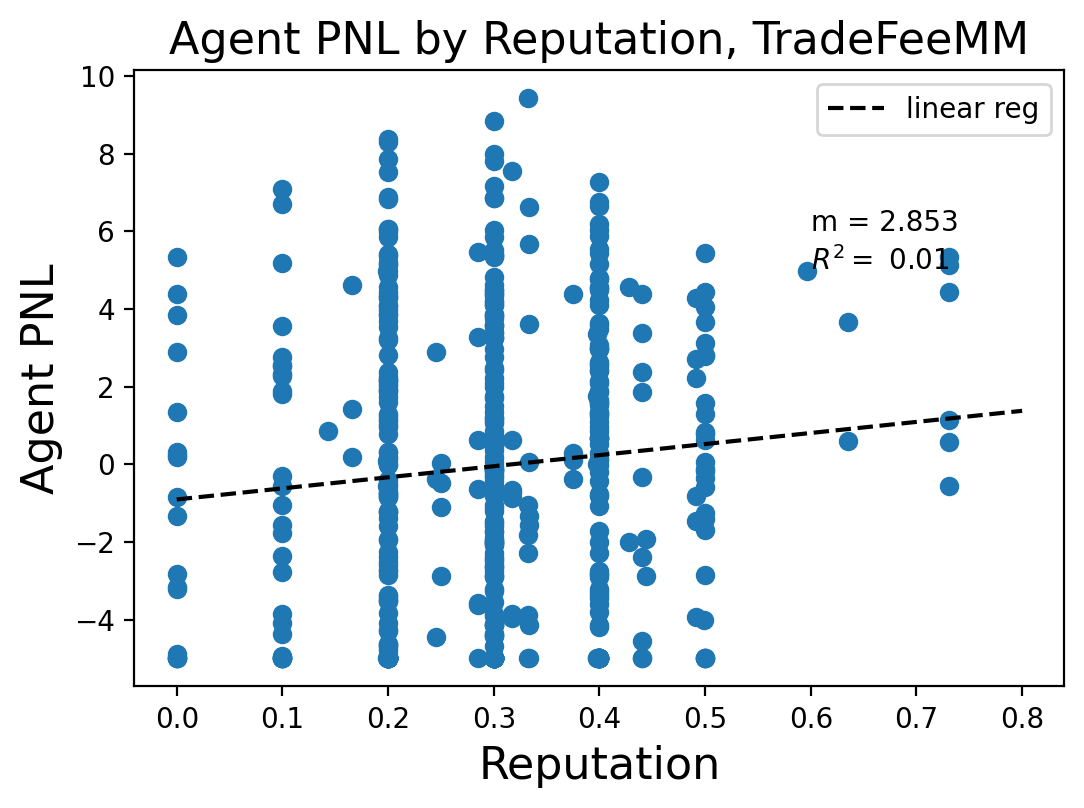 Agent PNL by Reputation, TradeFeeMM
linear reg
m = 2.853
R² = 0.01
Agent PNL
10
8
6
4
2
0
−2
−4
0.0 0.1 0.2 0.3 0.4 0.5 0.6 0.7 0.8
Reputation